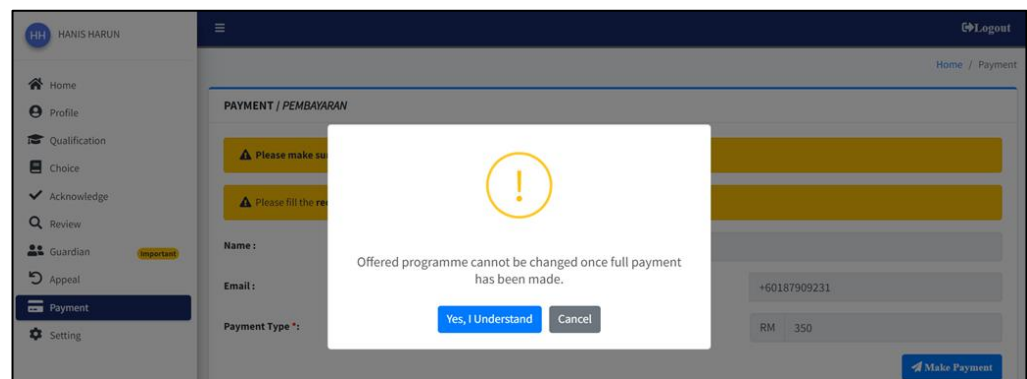 HH HANIS HARUN
Logout
Home / Payment
Home
Profile
Qualification
Choice
Acknowledge
Review
Guardian Important
Appeal
Payment
Setting
PAYMENT / PEMBAYARAN
Please make
Please fill the
Name :
Email :
+60187909231
Payment Type *:
RM 350
Make Payment
!
Offered programme cannot be changed once full payment
has been made.
Yes, I Understand Cancel